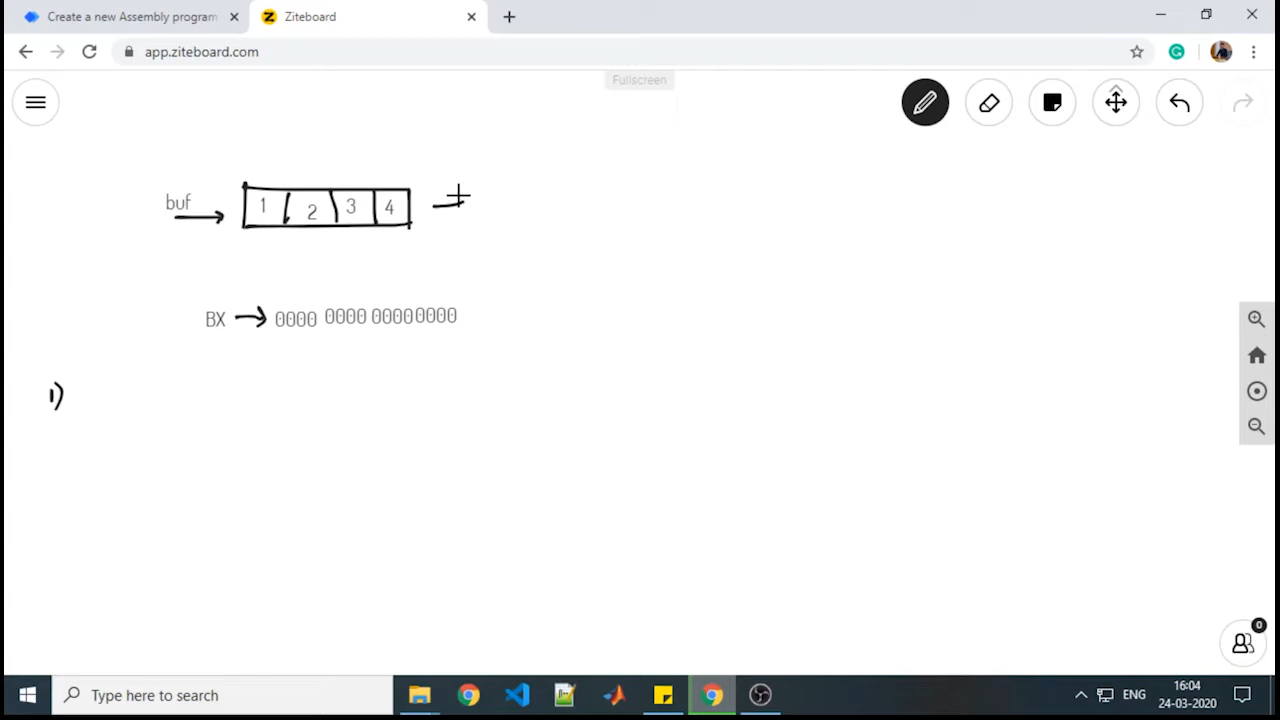 Create a new Assembly program
Ziteboard
app.ziteboard.com
Fullscreen
buf
1 2 3 4
BX → 0000 0000 0000 0000
1)
0
Type here to search
ENG
16:04
24-03-2020